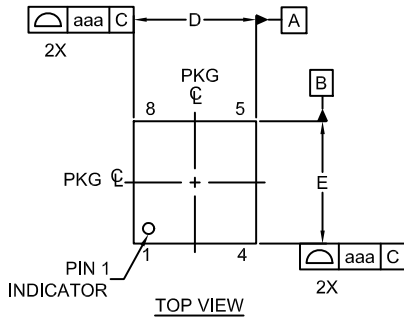 ⌓ aaa C
2X
D
A
PKG
℄
8 5
B
PKG ℄
E
1 4
PIN 1
INDICATOR
⌓ aaa C
2X
TOP VIEW